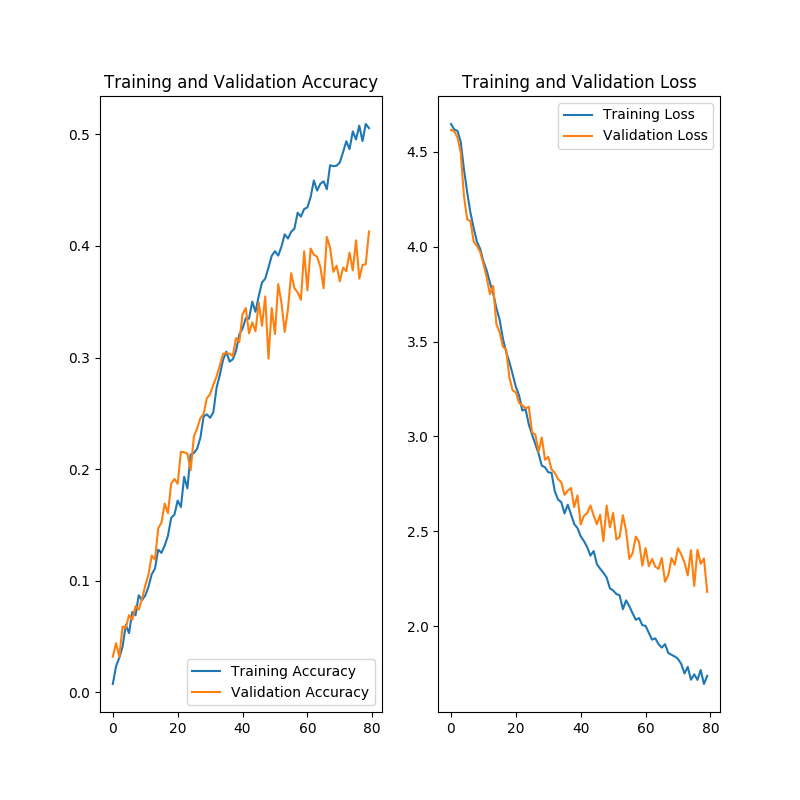 Training and Validation Accuracy
0.5
0.4
0.3
0.2
0.1
0.0
0 20 40 60 80
Training Accuracy
Validation Accuracy
Training and Validation Loss
4.5
4.0
3.5
3.0
2.5
2.0
0 20 40 60 80
Training Loss
Validation Loss